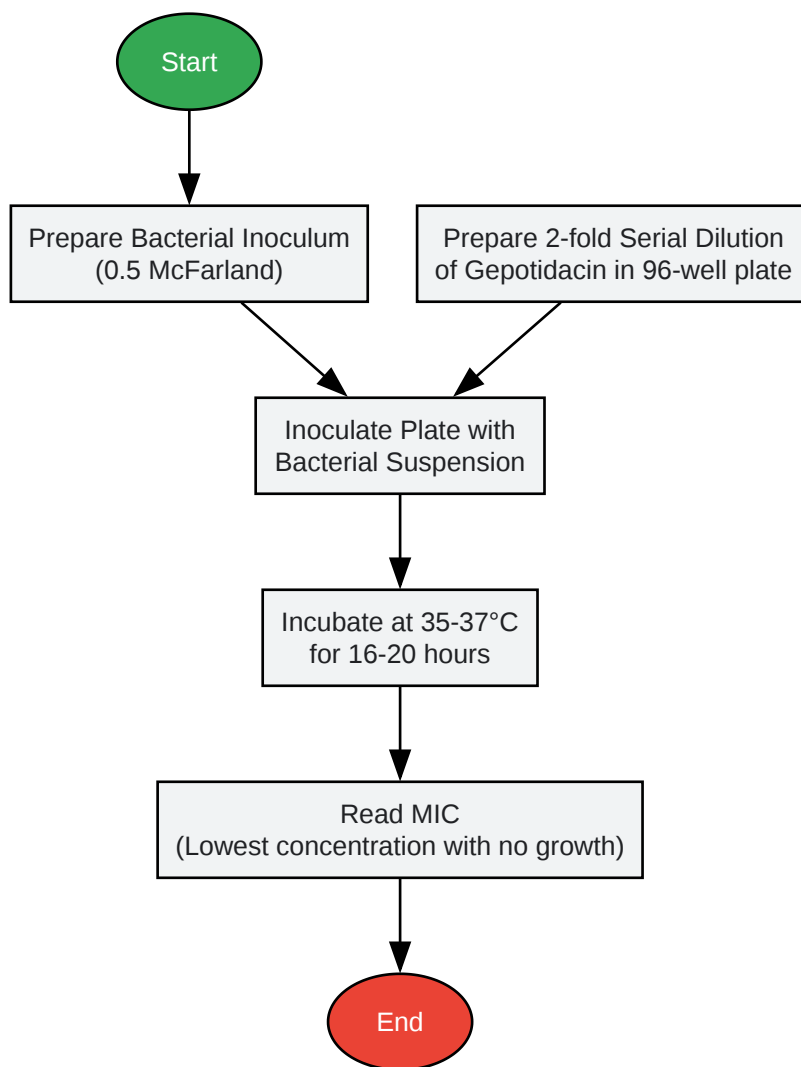 Start
Prepare Bacterial Inoculum
(0.5 McFarland)
Prepare 2-fold Serial Dilution
of Gepotidacin in 96-well plate
Inoculate Plate with
Bacterial Suspension
Incubate at 35-37°C
for 16-20 hours
Read MIC
(Lowest concentration with no growth)
End